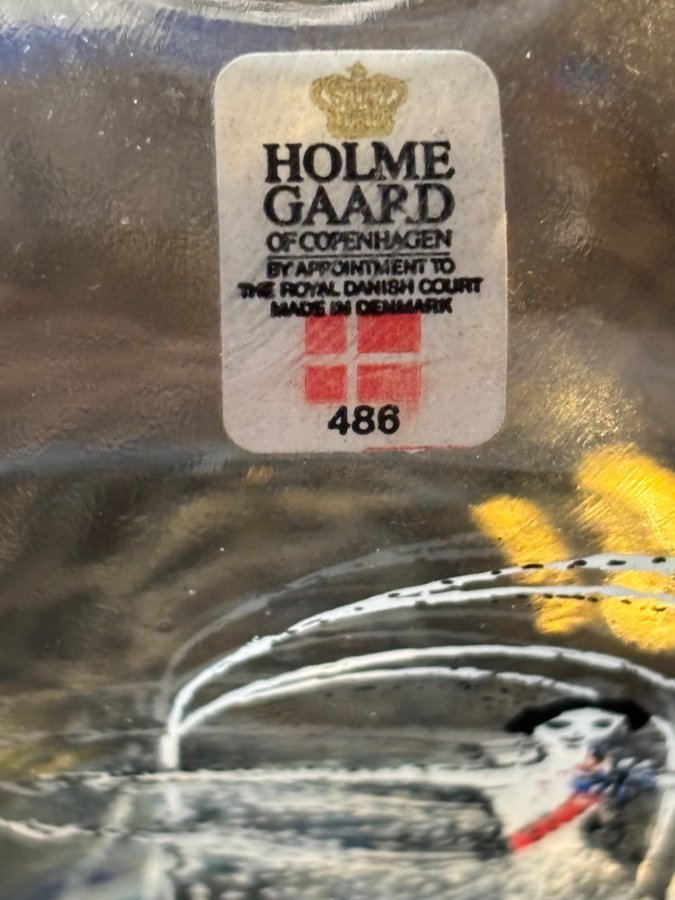 HOLME
GAARD
OF COPENHAGEN
BY APPOINTMENT TO
THE ROYAL DANISH COURT
MADE IN DENMARK
486